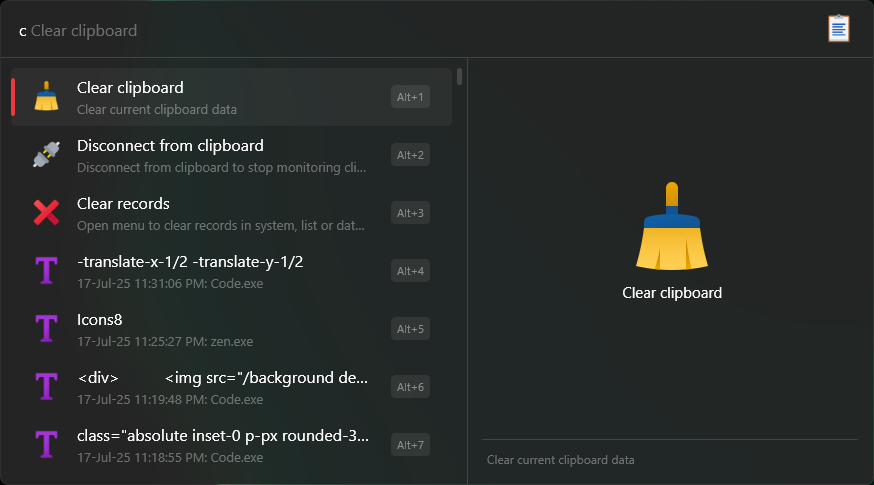 c Clear clipboard
Clear clipboard
Clear current clipboard data
Alt+1
Disconnect from clipboard
Disconnect from clipboard to stop monitoring cli...
Alt+2
Clear records
Open menu to clear records in system, list or dat...
Alt+3
T
-translate-x-1/2 -translate-y-1/2
17-Jul-25 11:31:06 PM: Code.exe
Alt+4
T
Icons8
17-Jul-25 11:25:27 PM: zen.exe
Alt+5
T
<div>          <img src="/background de...
17-Jul-25 11:19:48 PM: Code.exe
Alt+6
T
class="absolute inset-0 p-px rounded-3...
17-Jul-25 11:18:55 PM: Code.exe
Alt+7
Clear clipboard
Clear current clipboard data